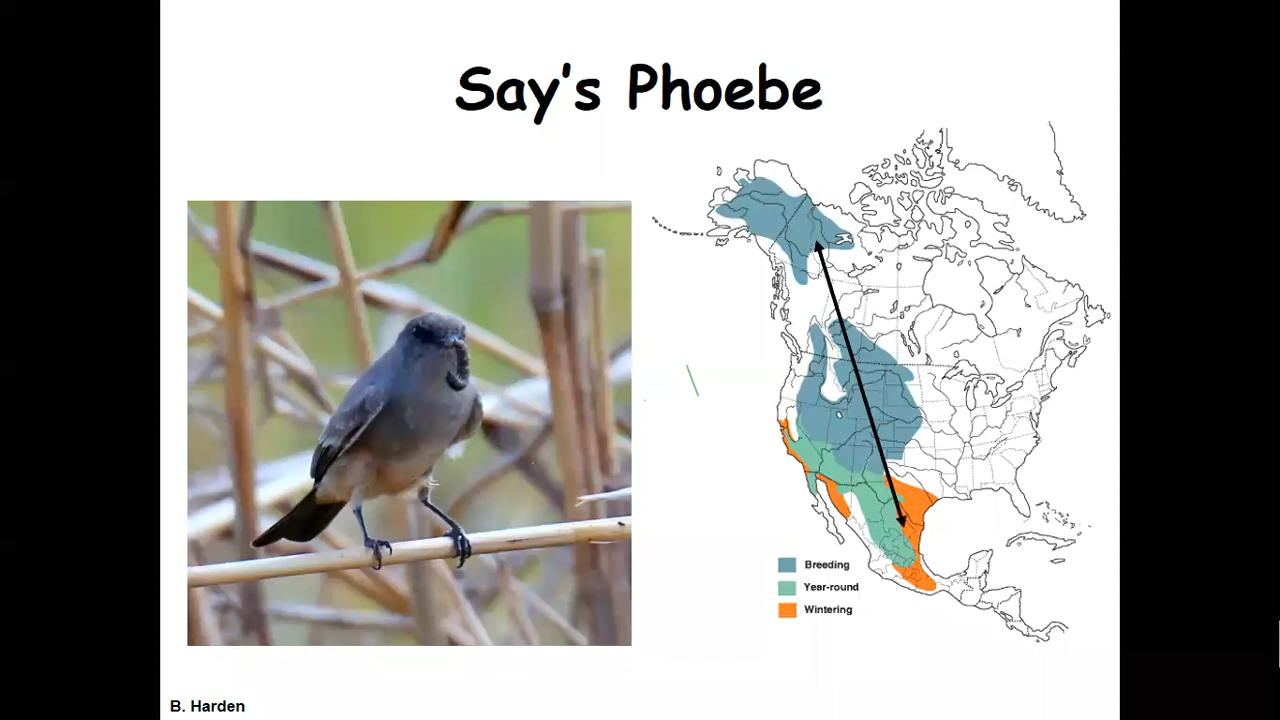 Say's Phoebe
Breeding
Year-round
Wintering
B. Harden